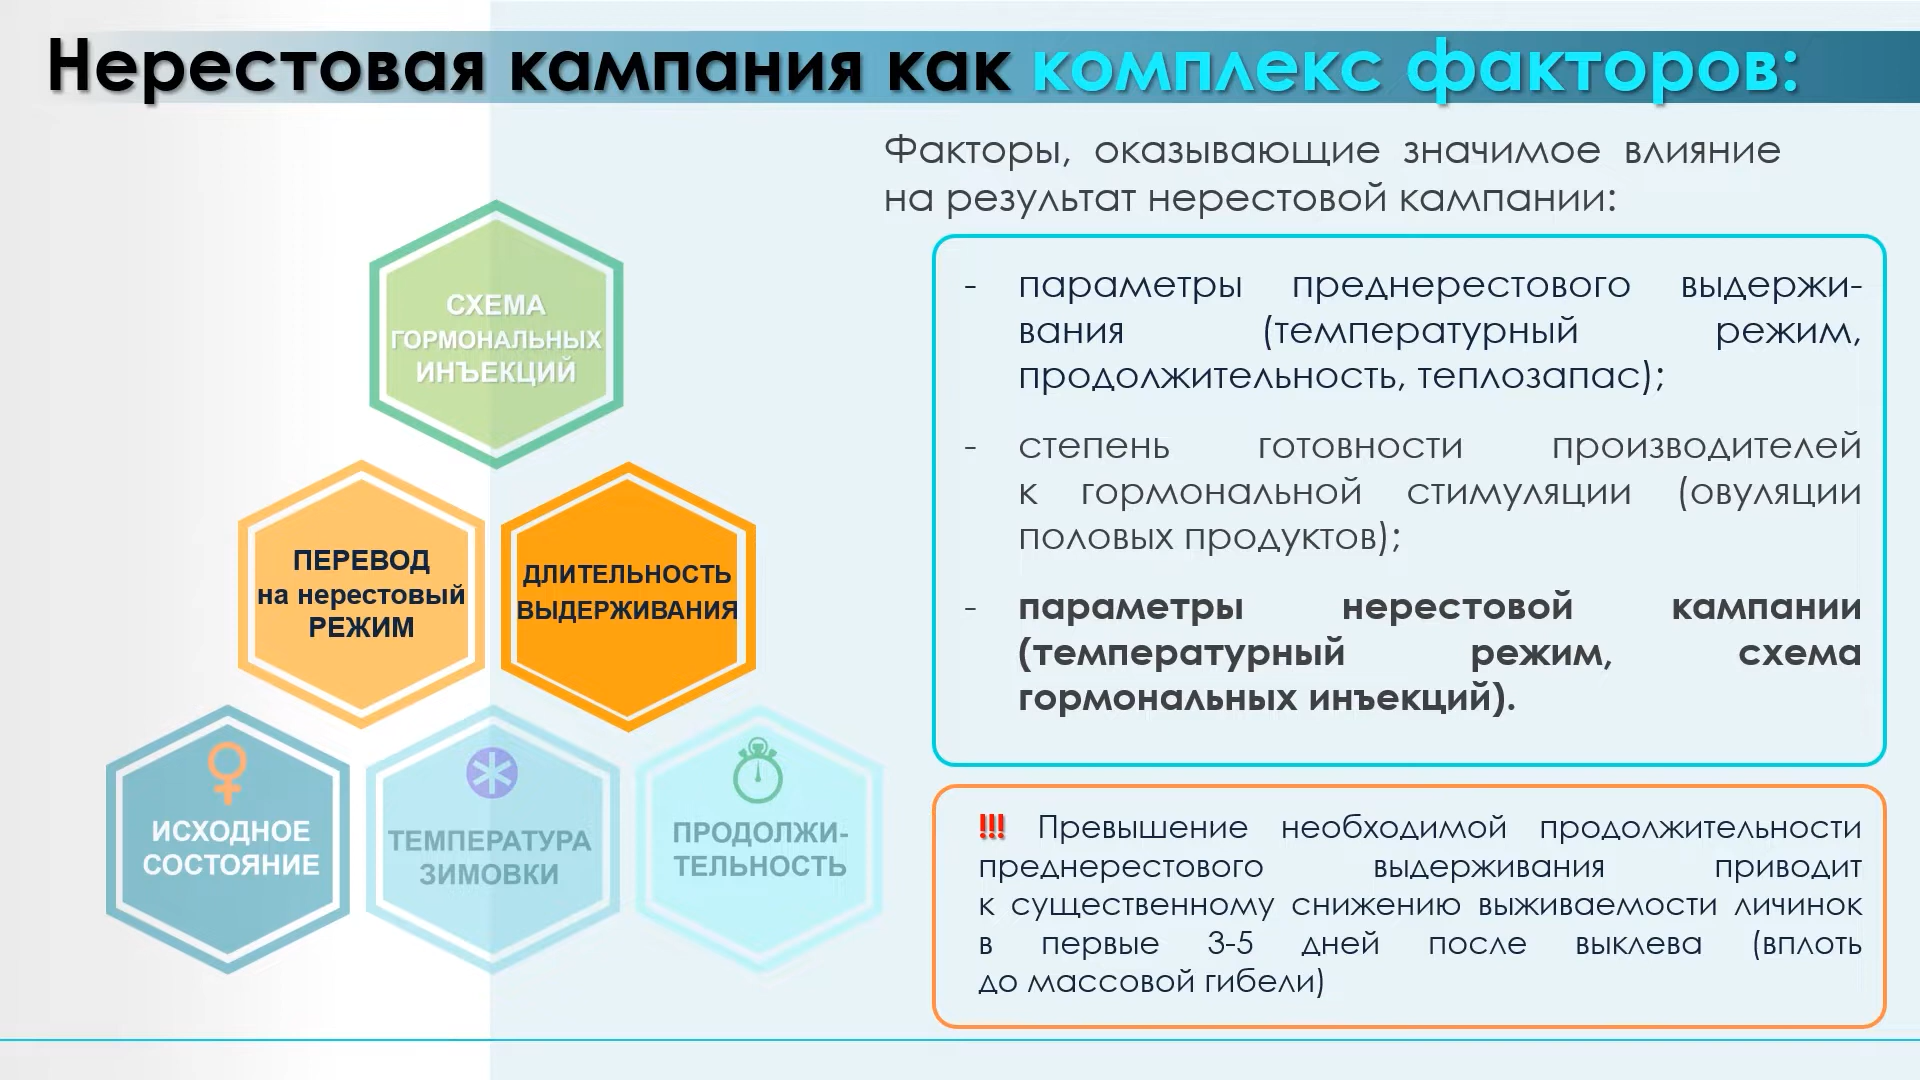 Нерестовая кампания как комплекс факторов:
Факторы, оказывающие значимое влияние
на результат нерестовой кампании:
СХЕМА
ГОРМОНАЛЬНЫХ
ИНЪЕКЦИЙ
ПЕРЕВОД
на нерестовый
РЕЖИМ
ДЛИТЕЛЬНОСТЬ
ВЫДЕРЖИВАНИЯ
ИСХОДНОЕ
СОСТОЯНИЕ
ТЕМПЕРАТУРА
ЗИМОВКИ
ПРОДОЛЖИ-
ТЕЛЬНОСТЬ
- параметры преднерестового выдержи-
вания (температурный режим,
продолжительность, теплозапас);
- степень готовности производителей
к гормональной стимуляции (овуляции
половых продуктов);
- параметры нерестовой кампании
(температурный режим, схема
гормональных инъекций).
!!! Превышение необходимой продолжительности
преднерестового выдерживания приводит
к существенному снижению выживаемости личинок
в первые 3-5 дней после выклева (вплоть
до массовой гибели)